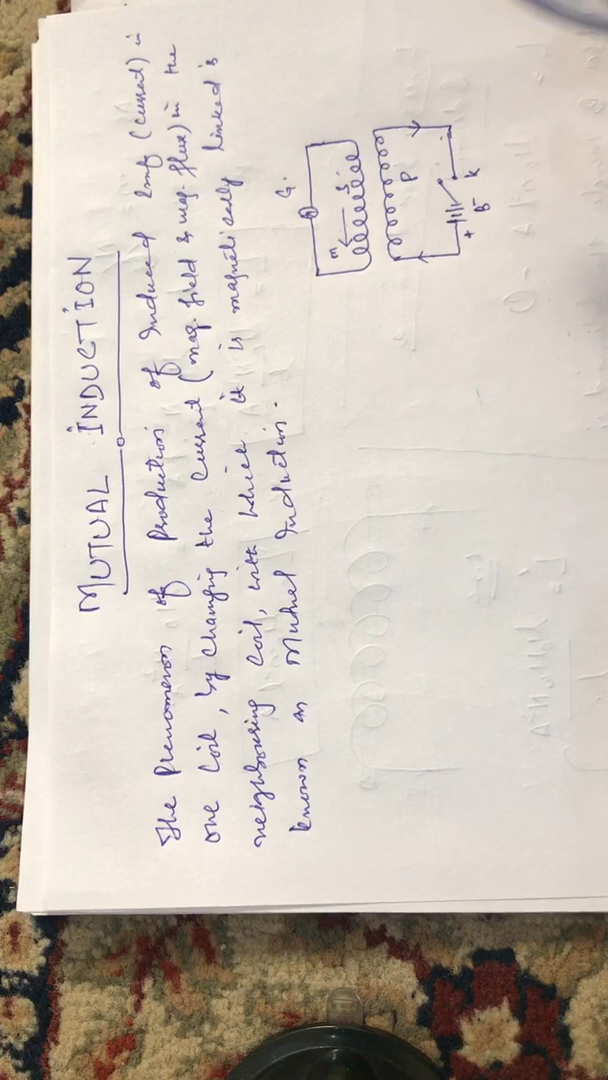 MUTUAL INDUCTION
The Phenomenon of Production of Induced Emf (current) in
one Coil, by changing the current (mag. field & mag. flux) in the
neighbouring Coil, with which it is magnetically linked is
known as Mutual Induction.
G.
m
S
P
+ B - K